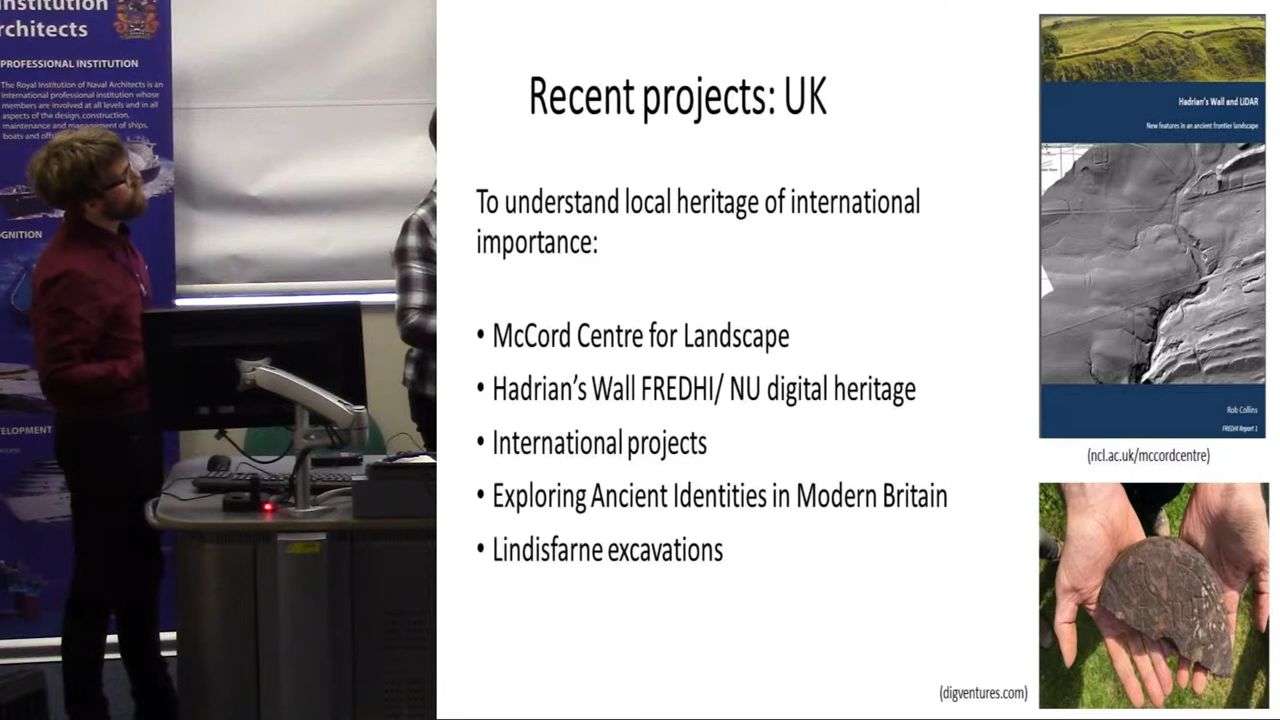 nstitution
rchitects
PROFESSIONAL INSTITUTION
The Royal Institution of Naval Architects is an
international professional institution whose
members are involved at all levels and in all
aspects of the design, construction,
maintenance and management of ships,
boats and
GNITION
ELOPMENT
Recent projects: UK
To understand local heritage of international
importance:
• McCord Centre for Landscape
• Hadrian's Wall FREDHI/ NU digital heritage
• International projects
• Exploring Ancient Identities in Modern Britain
• Lindisfarne excavations
Hadrian's Wall and LiDAR
New features in an ancient frontier landscape
Rob Collins
FREDHI Report 1
(ncl.ac.uk/mccordcentre)
(digventures.com)